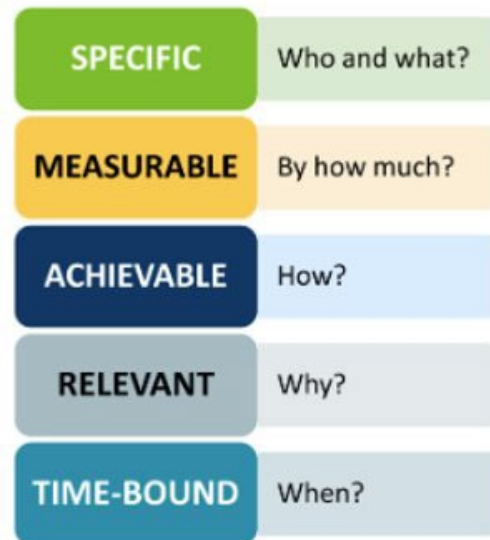 SPECIFIC Who and what?
MEASURABLE By how much?
ACHIEVABLE How?
RELEVANT Why?
TIME-BOUND When?